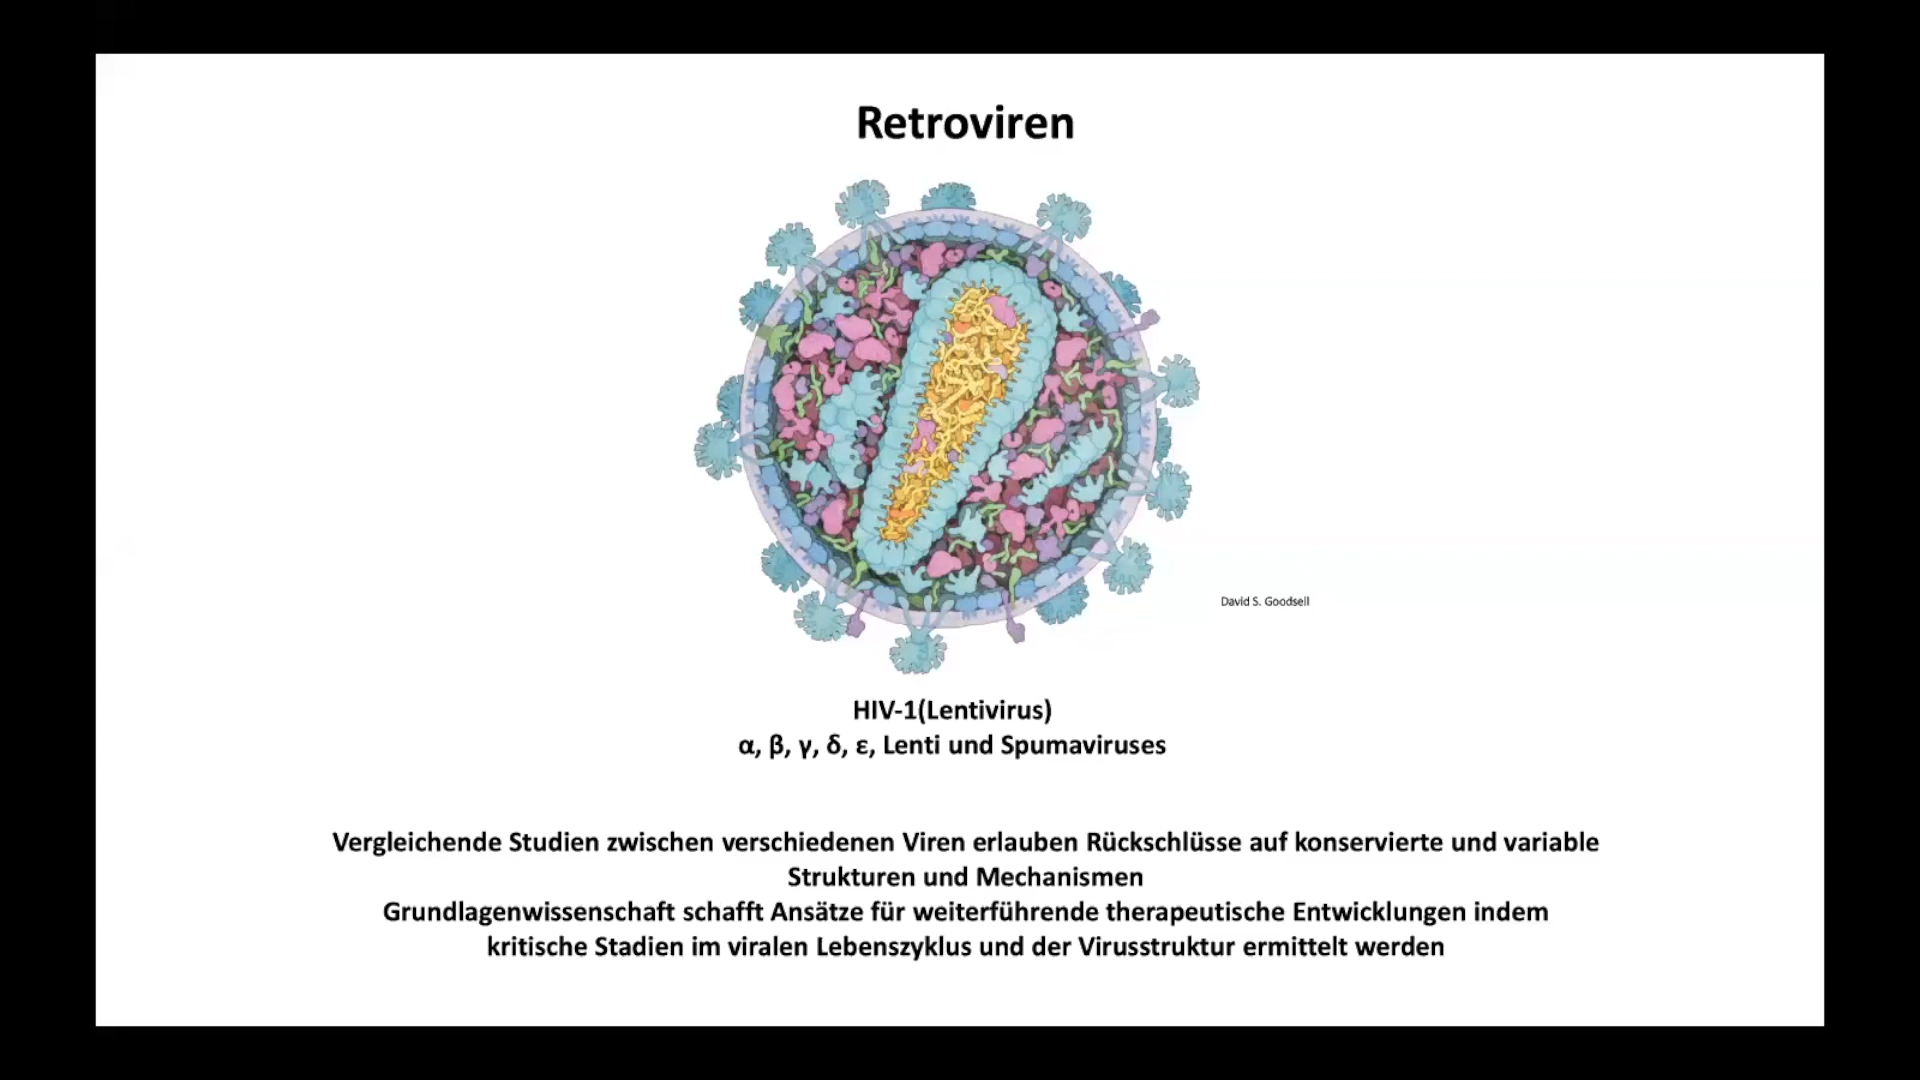 Retroviren
David S. Goodsell
HIV-1(Lentivirus)
α, β, γ, δ, ε, Lenti und Spumaviruses
Vergleichende Studien zwischen verschiedenen Viren erlauben Rückschlüsse auf konservierte und variable
Strukturen und Mechanismen
Grundlagenwissenschaft schafft Ansätze für weiterführende therapeutische Entwicklungen indem
kritische Stadien im viralen Lebenszyklus und der Virusstruktur ermittelt werden